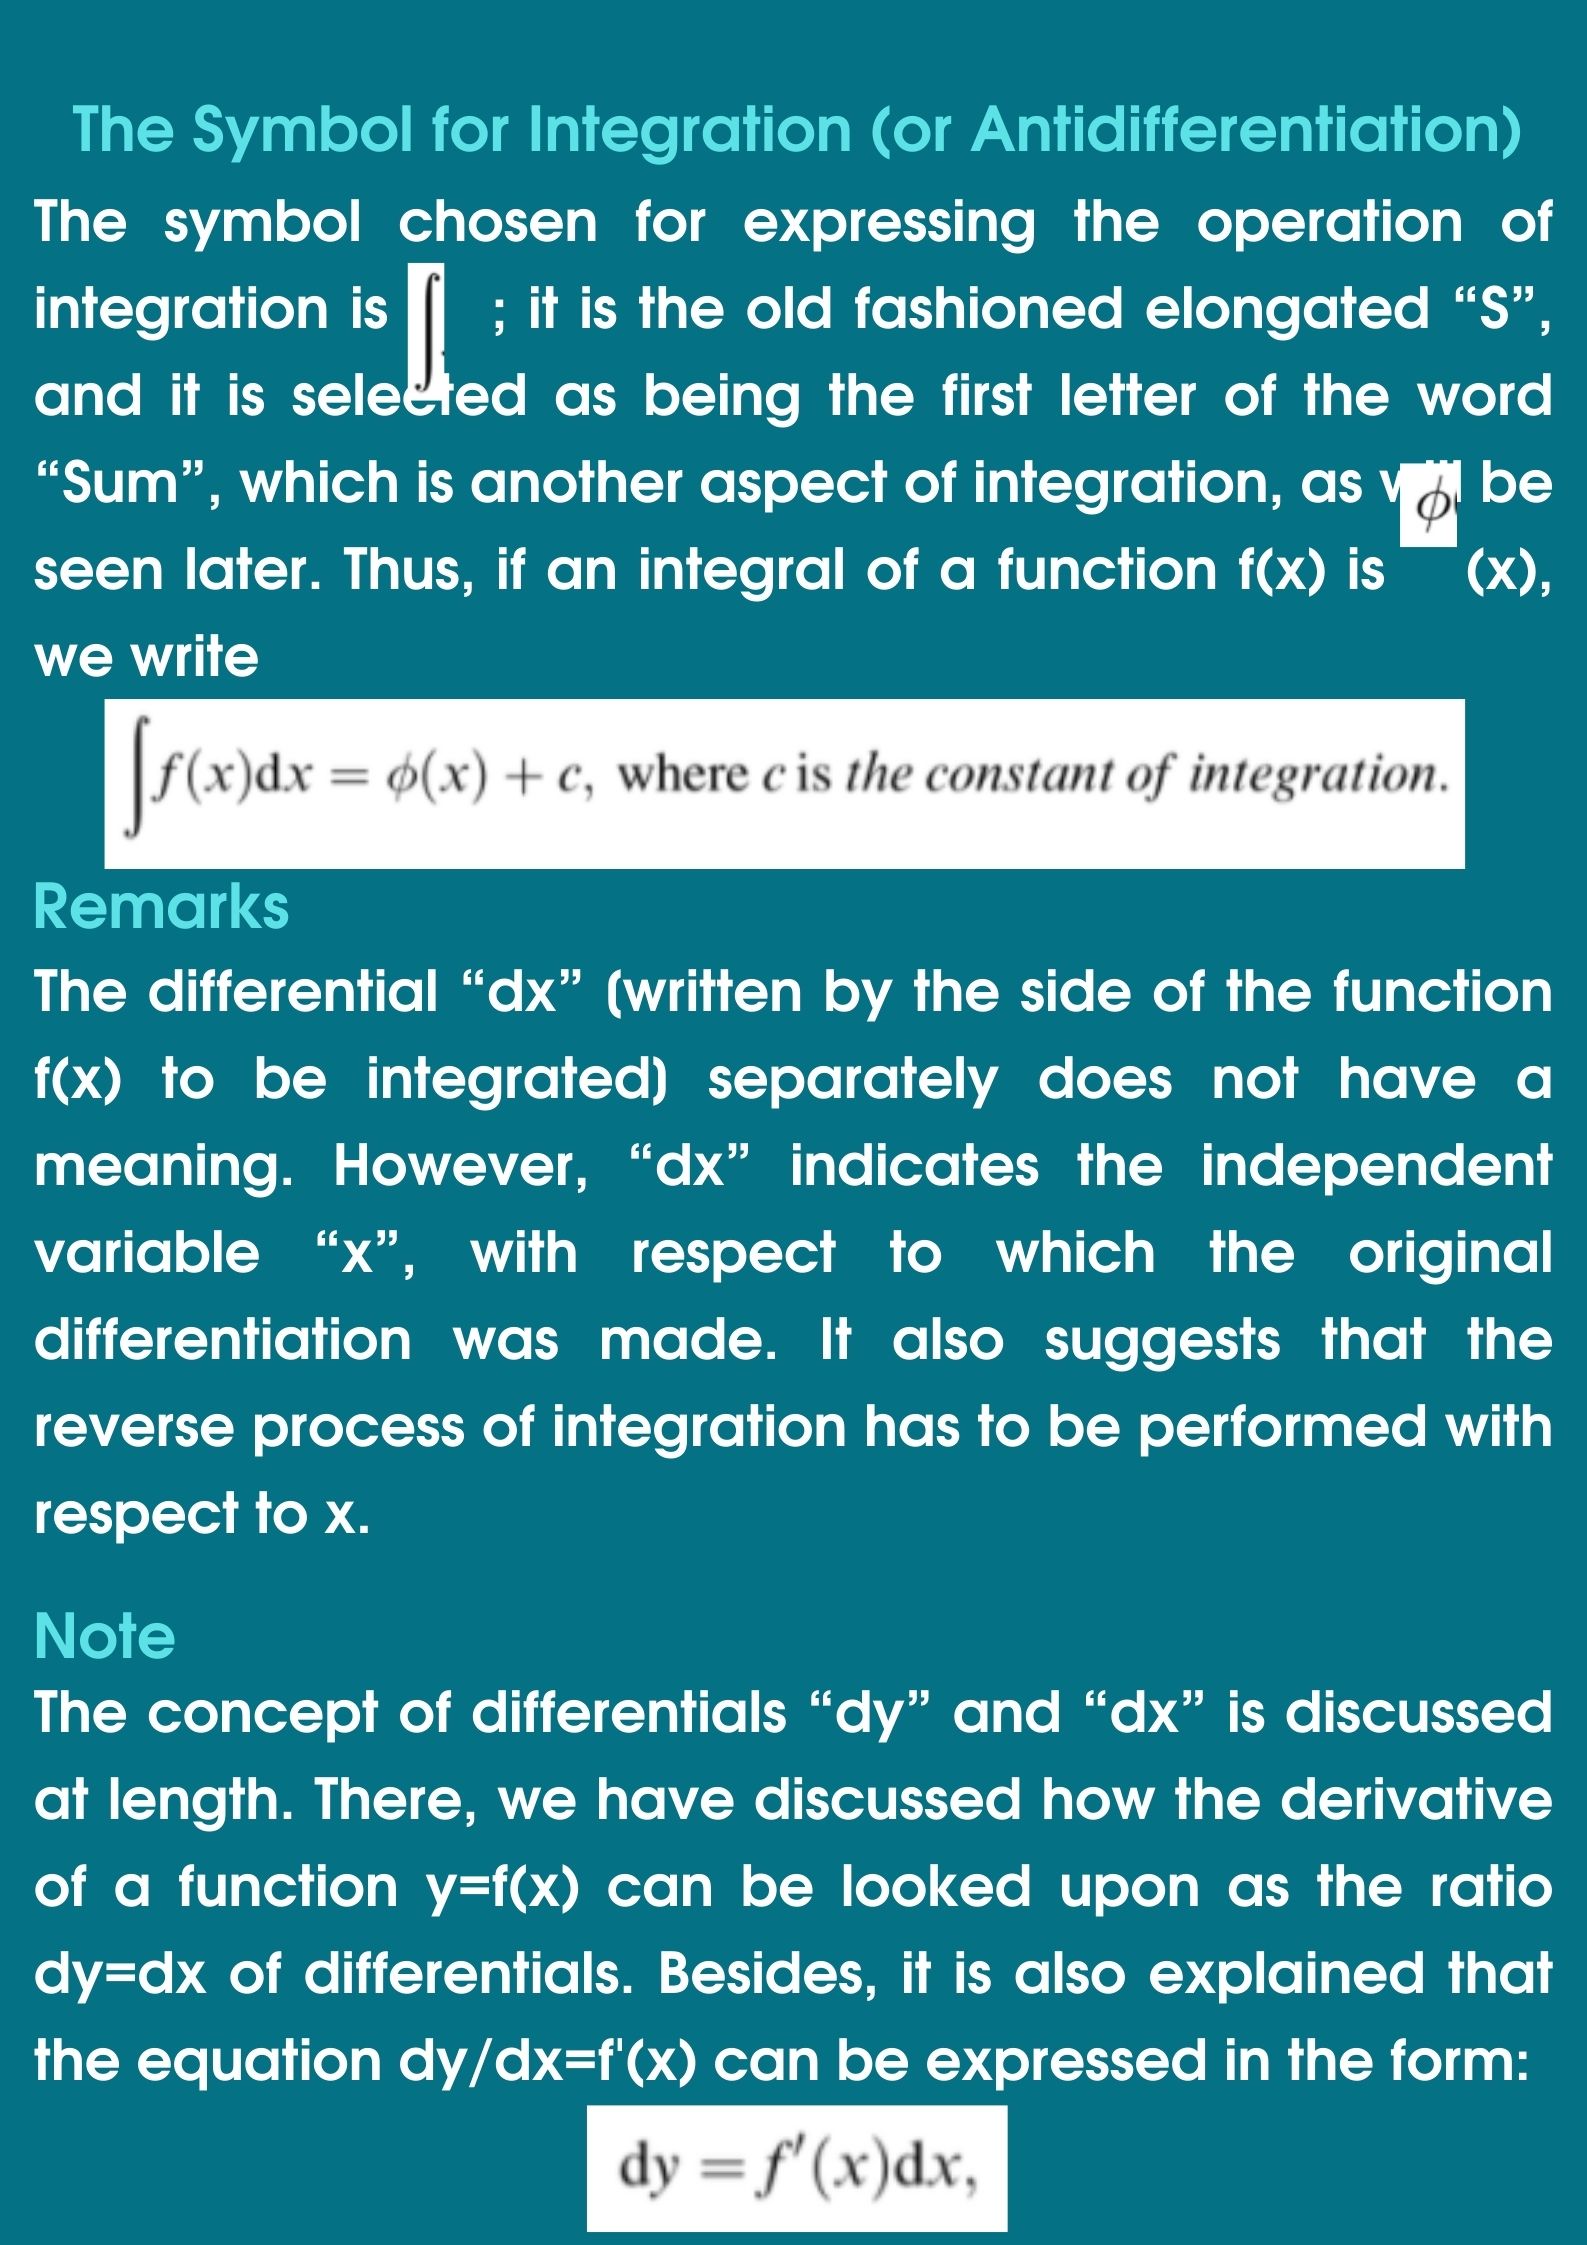 The Symbol for Integration (or Antidifferentiation)
The symbol chosen for expressing the operation of
integration is ∫ ; it is the old fashioned elongated “S”,
and it is selected as being the first letter of the word
“Sum”, which is another aspect of integration, as will be
seen later. Thus, if an integral of a function f(x) is ϕ (x),
we write
∫f(x)dx = ϕ(x) + c, where c is the constant of integration.
Remarks
The differential “dx” (written by the side of the function
f(x) to be integrated) separately does not have a
meaning. However, “dx” indicates the independent
variable “x”, with respect to which the original
differentiation was made. It also suggests that the
reverse process of integration has to be performed with
respect to x.
Note
The concept of differentials “dy” and “dx” is discussed
at length. There, we have discussed how the derivative
of a function y=f(x) can be looked upon as the ratio
dy=dx of differentials. Besides, it is also explained that
the equation dy/dx=f'(x) can be expressed in the form:
dy = f′(x)dx,